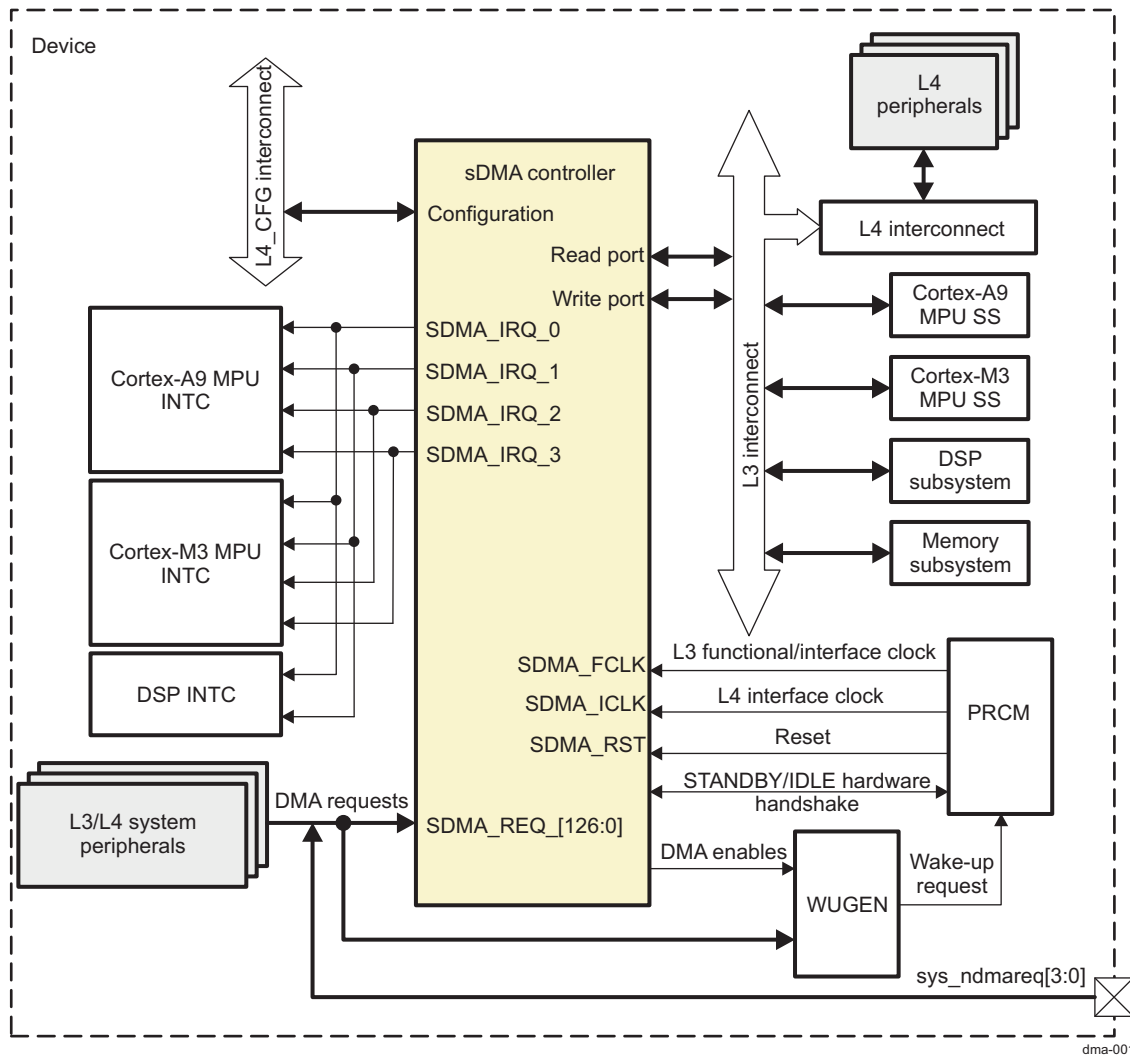 Device
L4_CFG interconnect
L4
peripherals
sDMA controller
Configuration
L4 interconnect
Read port
Write port
L3 interconnect
Cortex-A9
MPU SS
Cortex-A9 MPU
INTC
SDMA_IRQ_0
SDMA_IRQ_1
SDMA_IRQ_2
SDMA_IRQ_3
Cortex-M3
MPU SS
DSP
subsystem
Cortex-M3 MPU
INTC
Memory
subsystem
DSP INTC
SDMA_FCLK
L3 functional/interface clock
SDMA_ICLK
L4 interface clock
PRCM
SDMA_RST
Reset
STANDBY/IDLE hardware
handshake
L3/L4 system
peripherals
DMA requests
SDMA_REQ_[126:0]
DMA enables
Wake-up
request
WUGEN
sys_ndmareq[3:0]
dma-001